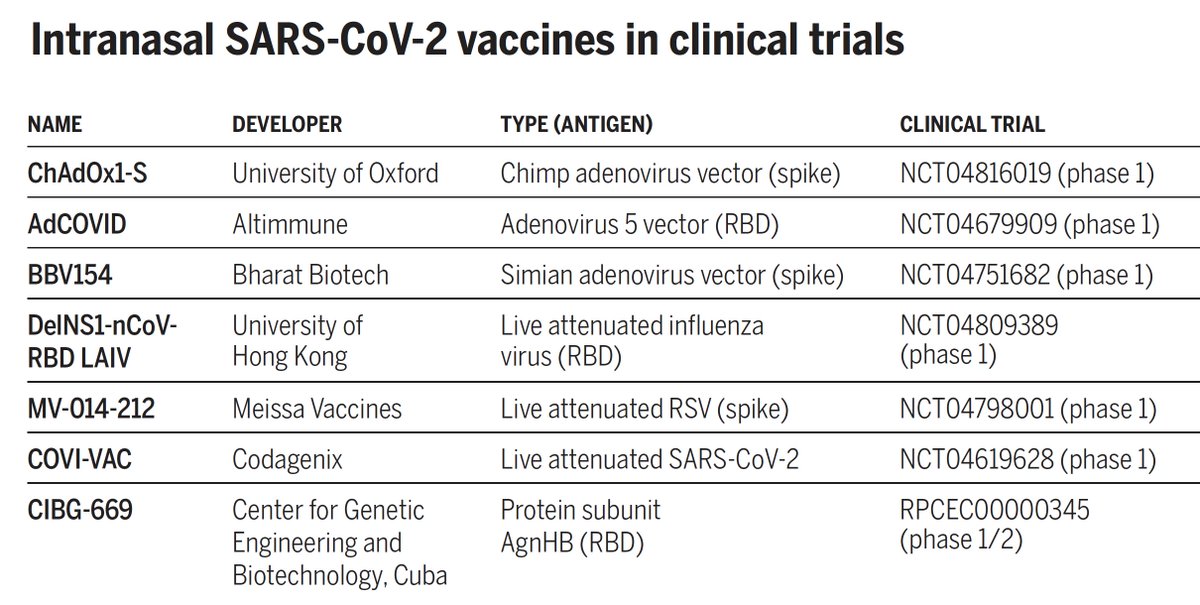 Intranasal SARS-CoV-2 vaccines in clinical trials
NAME DEVELOPER TYPE (ANTIGEN) CLINICAL TRIAL
ChAdOx1-S University of Oxford Chimp adenovirus vector (spike) NCT04816019 (phase 1)
AdCOVID Altimmune Adenovirus 5 vector (RBD) NCT04679909 (phase 1)
BBV154 Bharat Biotech Simian adenovirus vector (spike) NCT04751682 (phase 1)
DelNS1-nCoV- University of Live attenuated influenza NCT04809389
RBD LAIV Hong Kong virus (RBD) (phase 1)
MV-014-212 Meissa Vaccines Live attenuated RSV (spike) NCT04798001 (phase 1)
COVI-VAC Codagenix Live attenuated SARS-CoV-2 NCT04619628 (phase 1)
CIBG-669 Center for Genetic Protein subunit RPCEC00000345
Engineering and AgnHB (RBD) (phase 1/2)
Biotechnology, Cuba